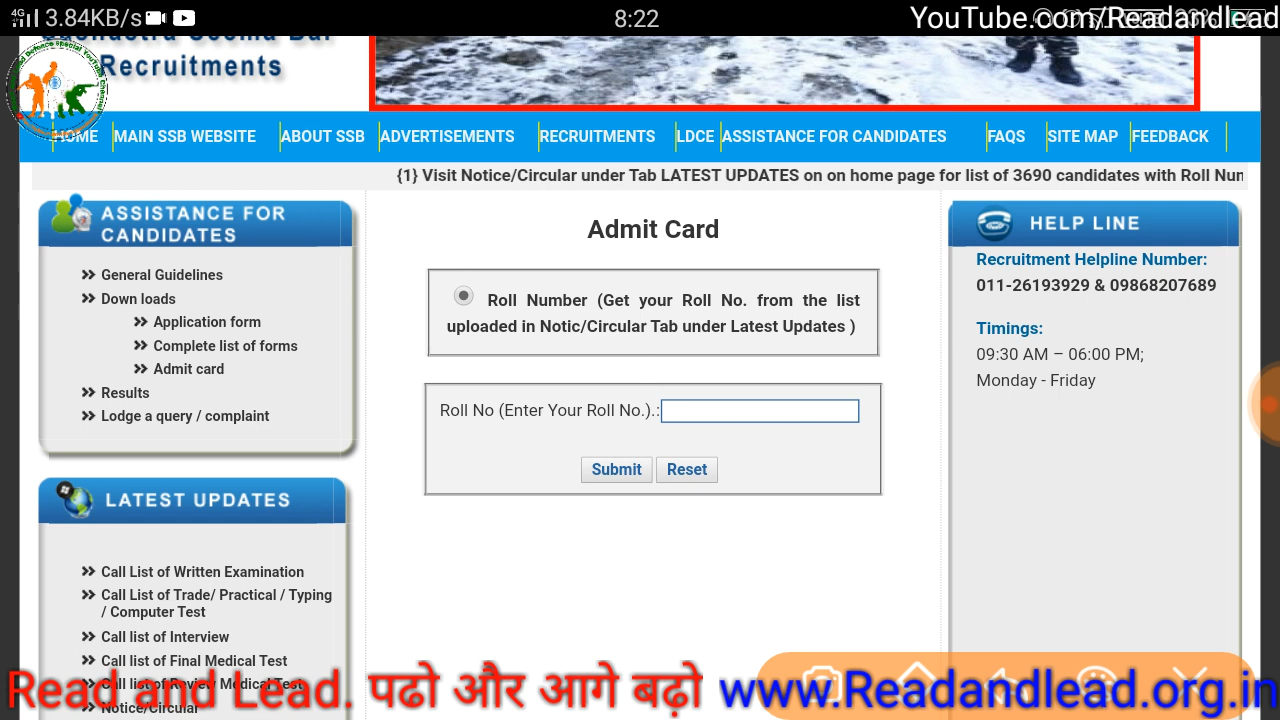 4G 3.84KB/s
8:22
YouTube.com/Readandlead
Recruitments
HOME
MAIN SSB WEBSITE
ABOUT SSB
ADVERTISEMENTS
RECRUITMENTS
LDCE
ASSISTANCE FOR CANDIDATES
FAQS
SITE MAP
FEEDBACK
{1} Visit Notice/Circular under Tab LATEST UPDATES on on home page for list of 3690 candidates with Roll Num
ASSISTANCE FOR
CANDIDATES
General Guidelines
Down loads
Application form
Complete list of forms
Admit card
Results
Lodge a query / complaint
LATEST UPDATES
Call List of Written Examination
Call List of Trade/ Practical / Typing
/ Computer Test
Call list of Interview
Call list of Final Medical Test
Call list of Review Medical Test
Notice/Circular
Admit Card
Roll Number (Get your Roll No. from the list
uploaded in Notic/Circular Tab under Latest Updates )
Roll No (Enter Your Roll No.).:
Submit
Reset
HELP LINE
Recruitment Helpline Number:
011-26193929 & 09868207689
Timings:
09:30 AM – 06:00 PM;
Monday - Friday
Read and Lead. पढो और आगे बढ़ो www.Readandlead.org.in